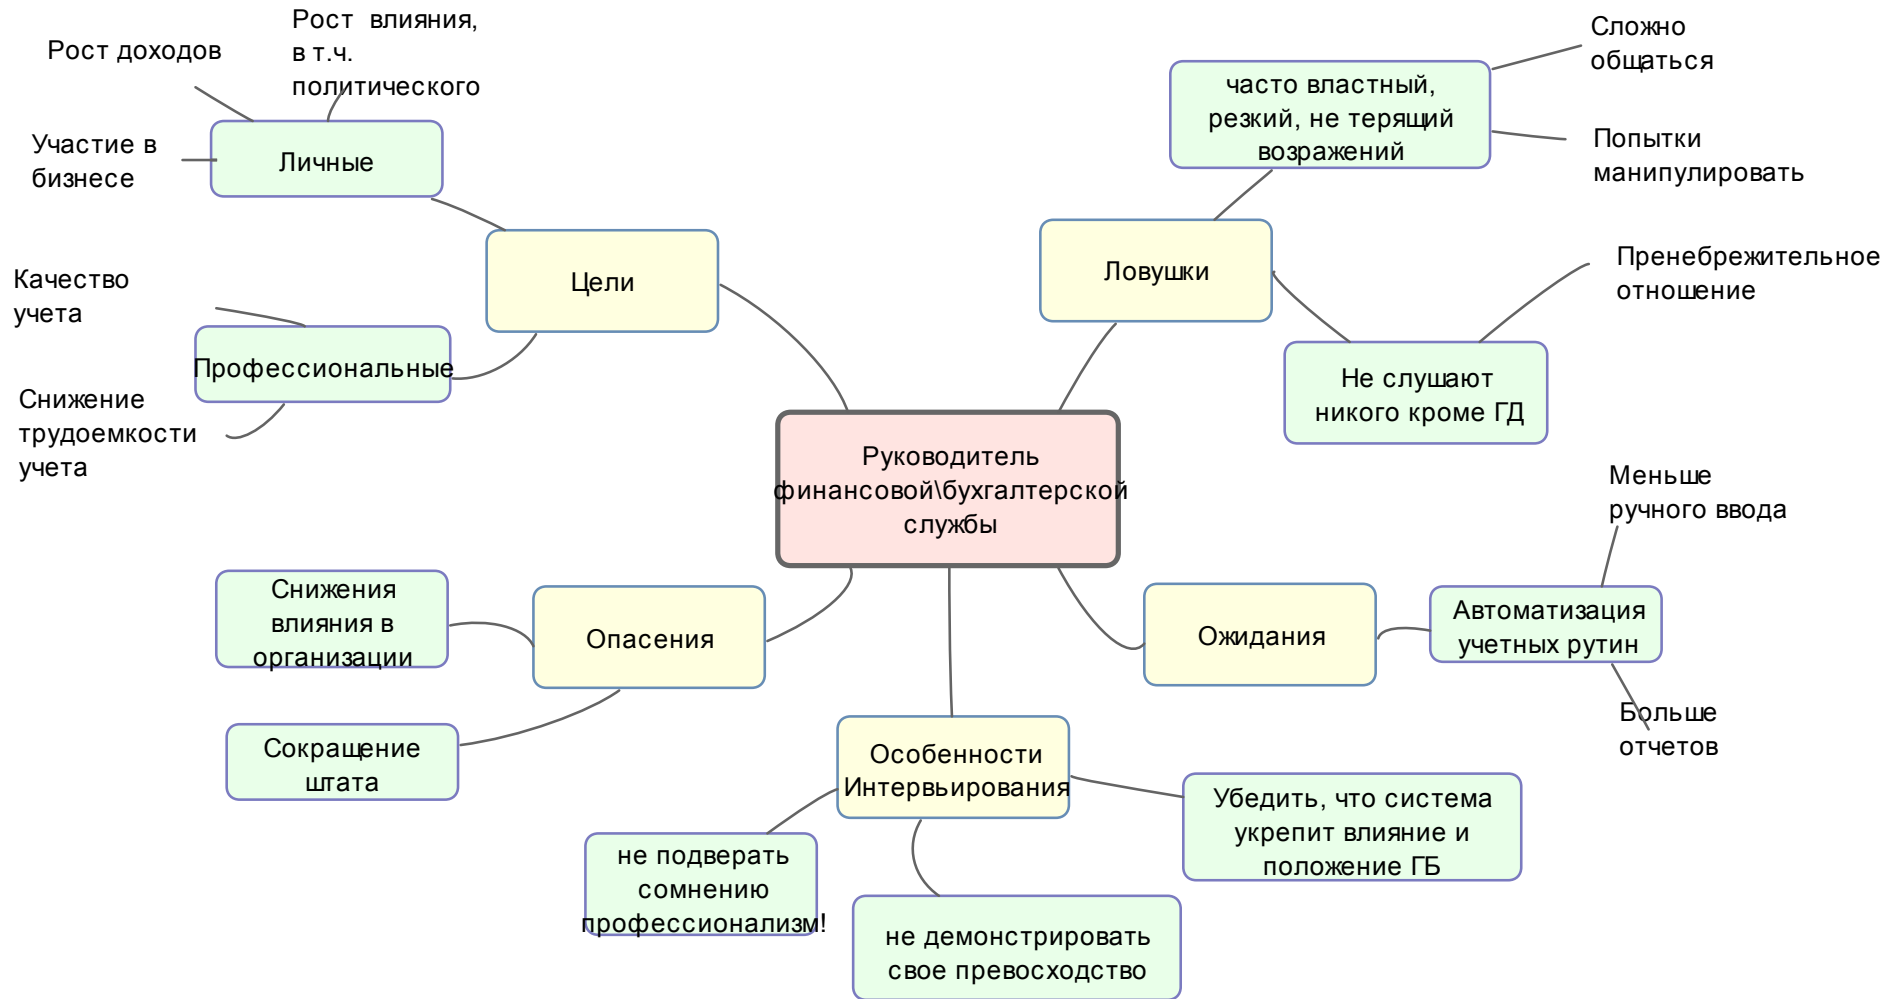 Рост доходов
Рост влияния,
в т.ч.
политического
Участие в
бизнесе
Личные
Цели
Качество
учета
Профессиональные
Снижение
трудоемкости
учета
Сложно
общаться
часто властный,
резкий, не терящий
возражений
Попытки
манипулировать
Ловушки
Пренебрежительное
отношение
Не слушают
никого кроме ГД
Руководитель
финансовой\бухгалтерской
службы
Меньше
ручного ввода
Снижения
влияния в
организации
Опасения
Ожидания
Автоматизация
учетных рутин
Больше
отчетов
Сокращение
штата
Особенности
Интервьирования
Убедить, что система
укрепит влияние и
положение ГБ
не подверать
сомнению
профессионализм!
не демонстрировать
свое превосходство